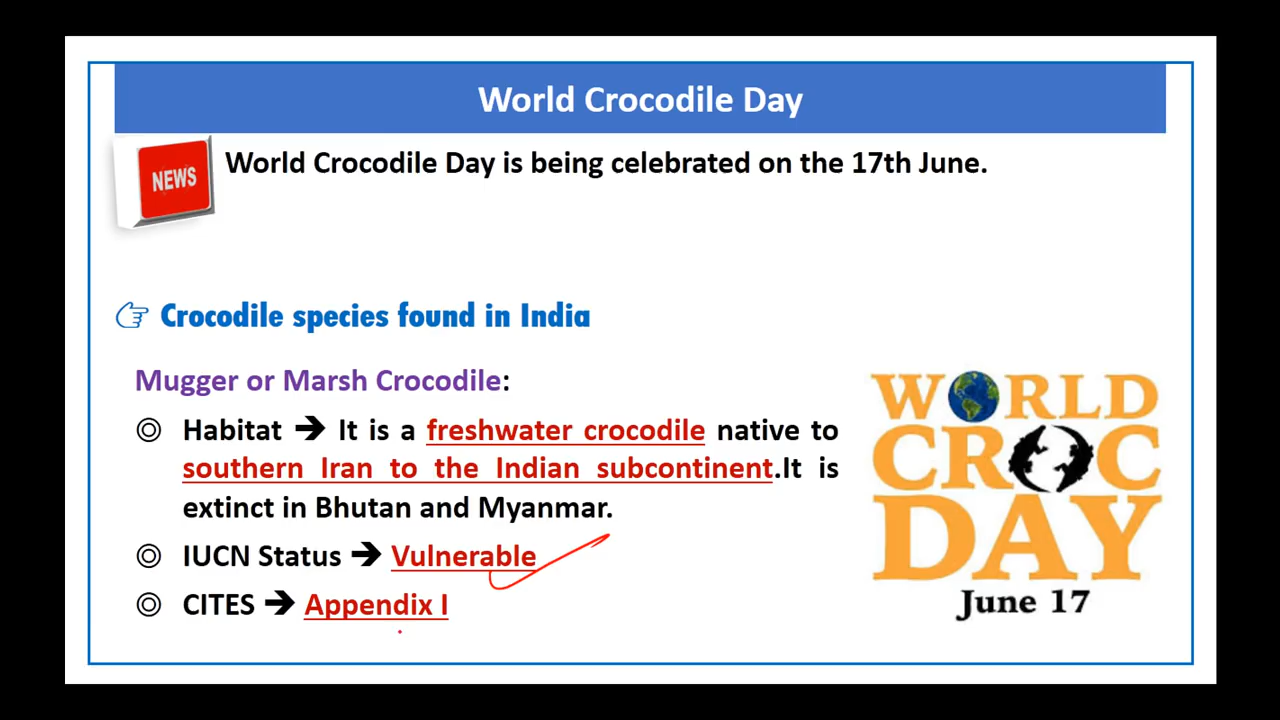 World Crocodile Day
NEWS
World Crocodile Day is being celebrated on the 17th June.
Crocodile species found in India
Mugger or Marsh Crocodile:
◎ Habitat ➔ It is a freshwater crocodile native to
southern Iran to the Indian subcontinent.It is
extinct in Bhutan and Myanmar.
◎ IUCN Status ➔ Vulnerable
◎ CITES ➔ Appendix I
WORLD
CROC
DAY
June 17